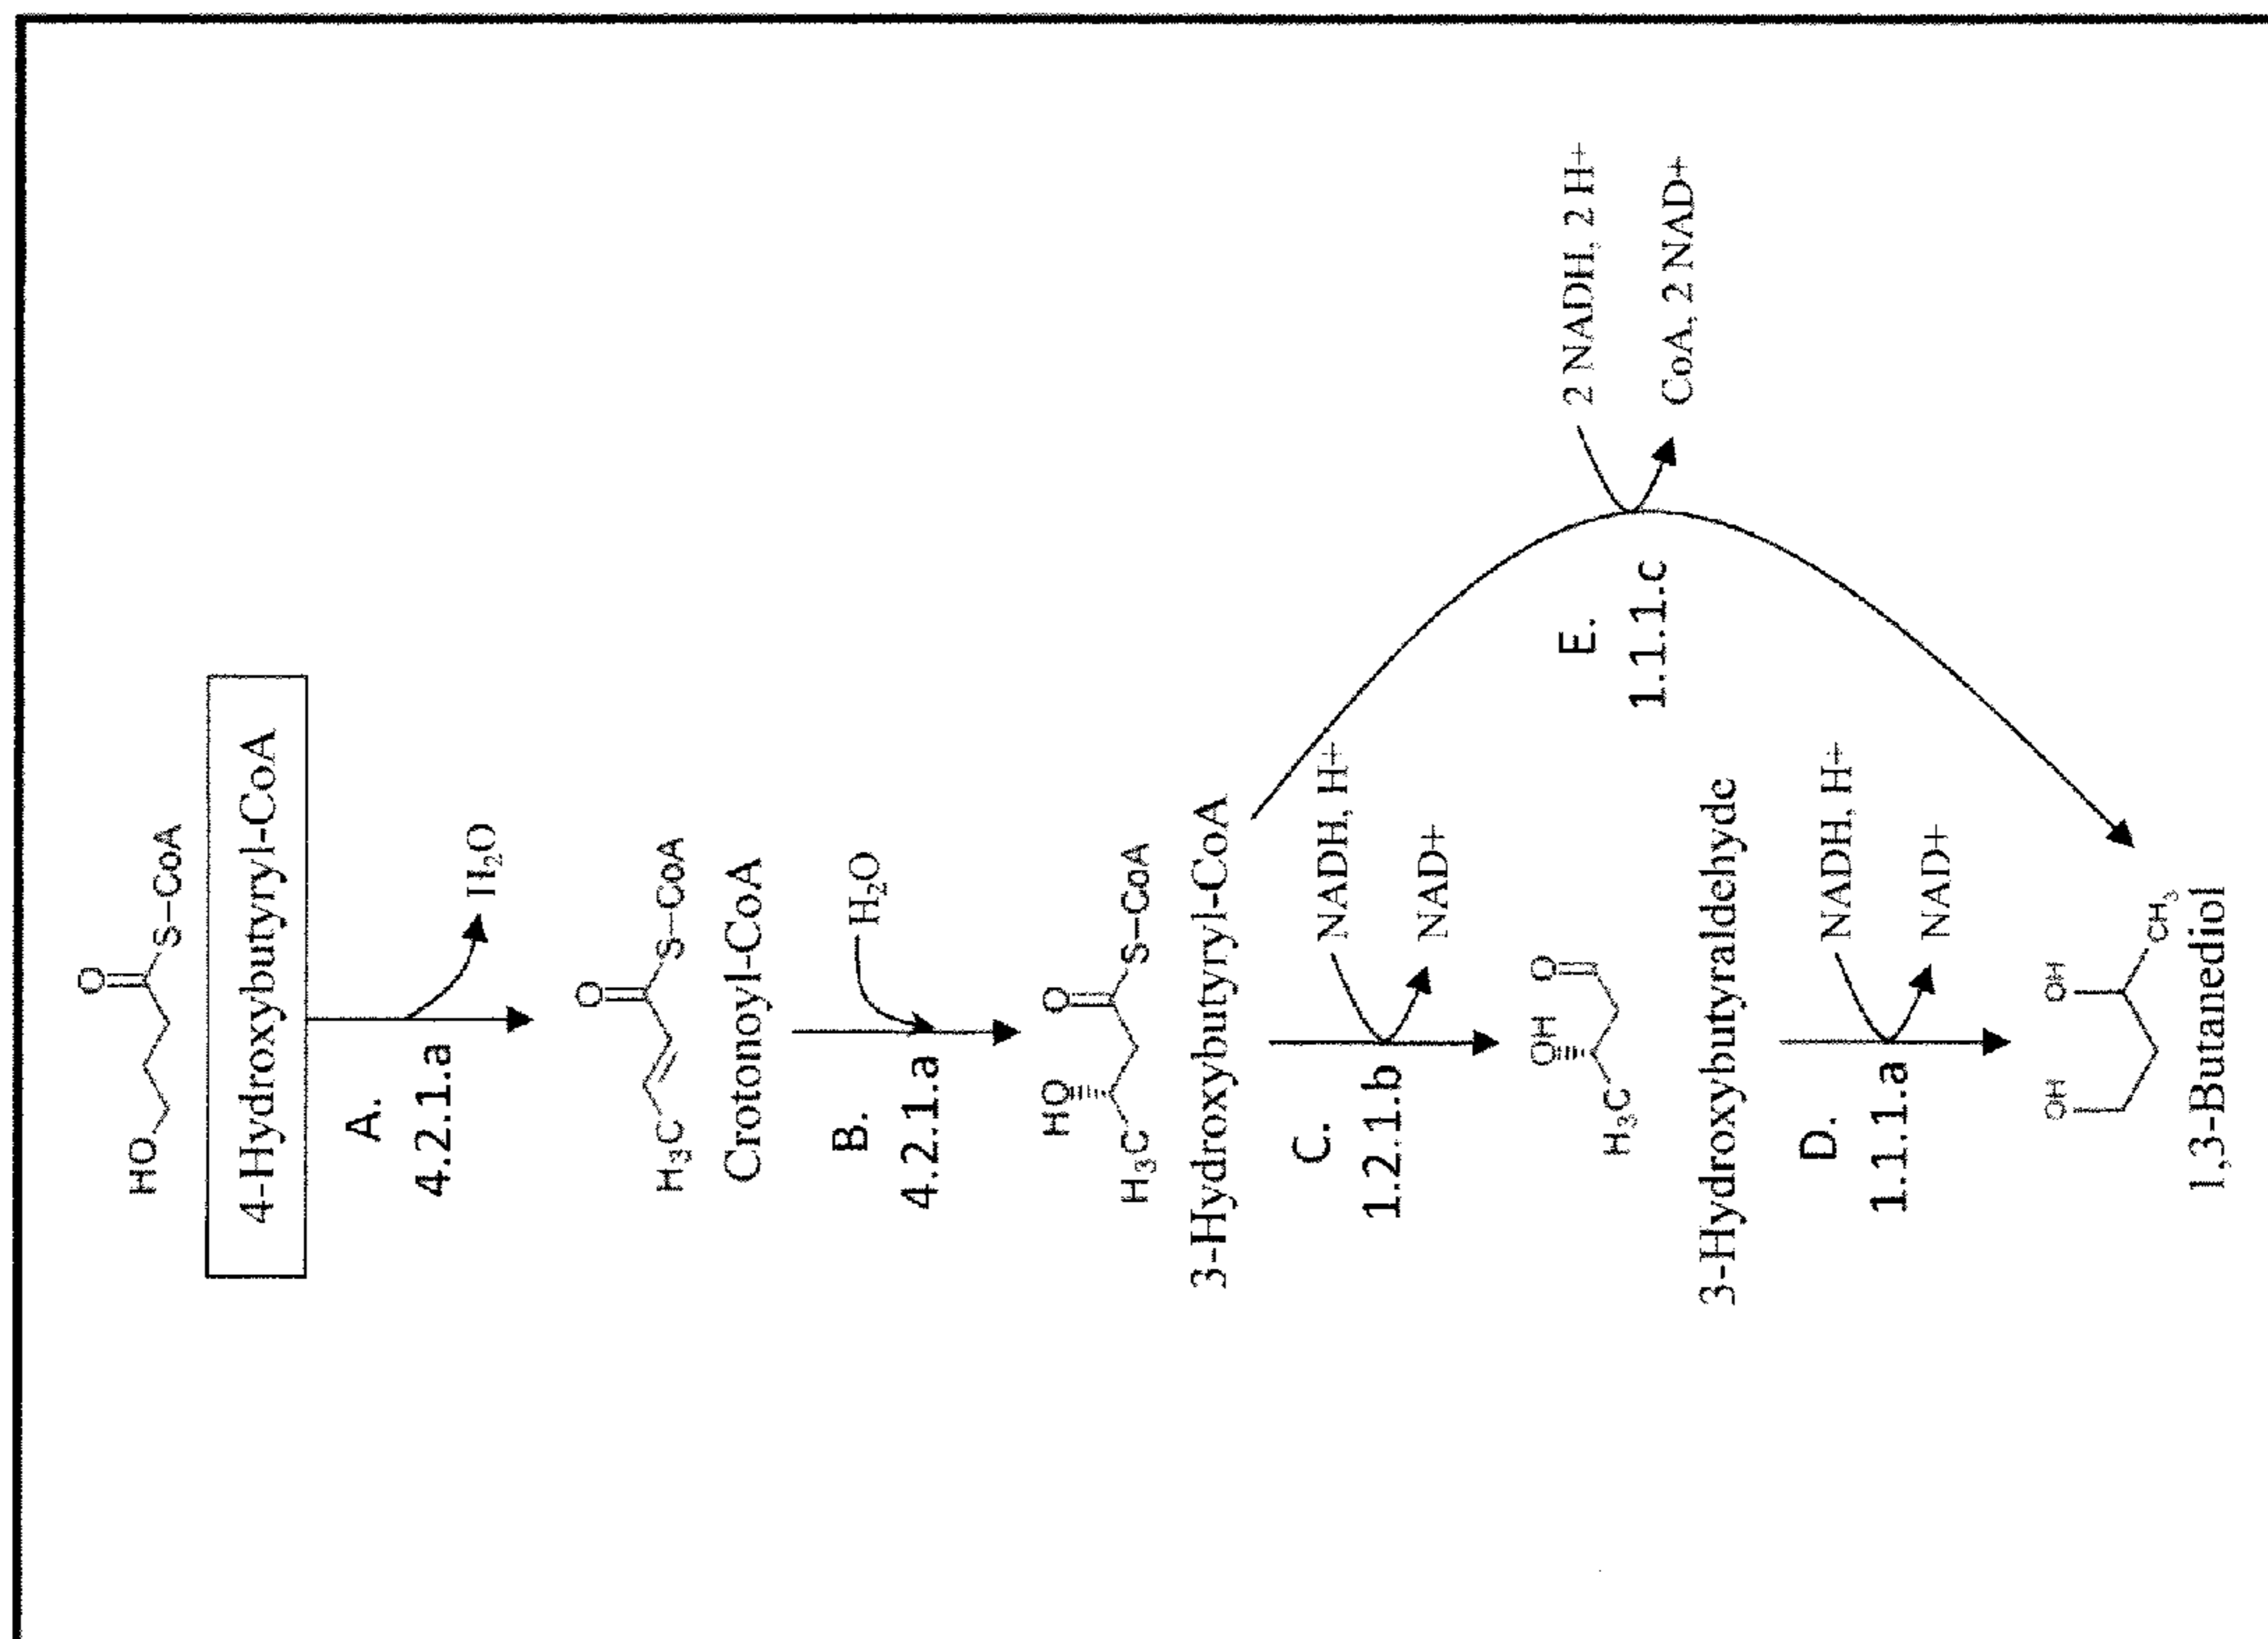 HO
O
S–CoA
4-Hydroxybutyryl-CoA
A.
4.2.1.a
H₂O
O
H₃C
S–CoA
Crotonoyl-CoA
B.
4.2.1.a
H₂O
HO
O
H₃C
S–CoA
3-Hydroxybutyryl-CoA
C.
1.2.1.b
NADH, H+
NAD+
OH
O
H₃C
3-Hydroxybutyraldehyde
D.
1.1.1.a
NADH, H+
NAD+
E.
1.1.1.c
2 NADH, 2 H+
CoA, 2 NAD+
OH
OH
CH₃
1,3-Butanediol